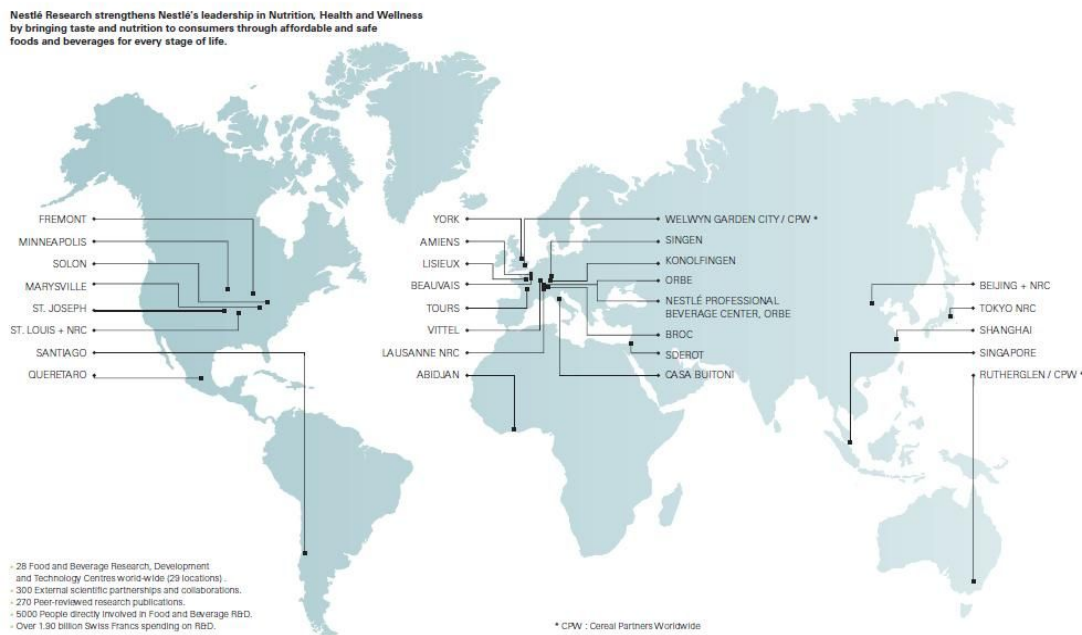 Nestlé Research strengthens Nestlé's leadership in Nutrition, Health and Wellness
by bringing taste and nutrition to consumers through affordable and safe
foods and beverages for every stage of life.
FREMONT
MINNEAPOLIS
SOLON
MARYSVILLE
ST. JOSEPH
ST. LOUIS + NRC
SANTIAGO
QUERETARO
YORK
AMIENS
LISIEUX
BEAUVAIS
TOURS
VITTEL
LAUSANNE NRC
ABIDJAN
WELWYN GARDEN CITY / CPW *
SINGEN
KONOLFINGEN
ORBE
NESTLÉ PROFESSIONAL
BEVERAGE CENTER, ORBE
BROC
SDEROT
CASA BUITONI
BEIJING + NRC
TOKYO NRC
SHANGHAI
SINGAPORE
RUTHERGLEN / CPW *
• 28 Food and Beverage Research, Development
and Technology Centres world-wide (29 locations) .
• 300 External scientific partnerships and collaborations.
• 270 Peer-reviewed research publications.
• 5000 People directly involved in Food and Beverage R&D.
• Over 1.90 billion Swiss Francs spending on R&D.
* CPW : Cereal Partners Worldwide